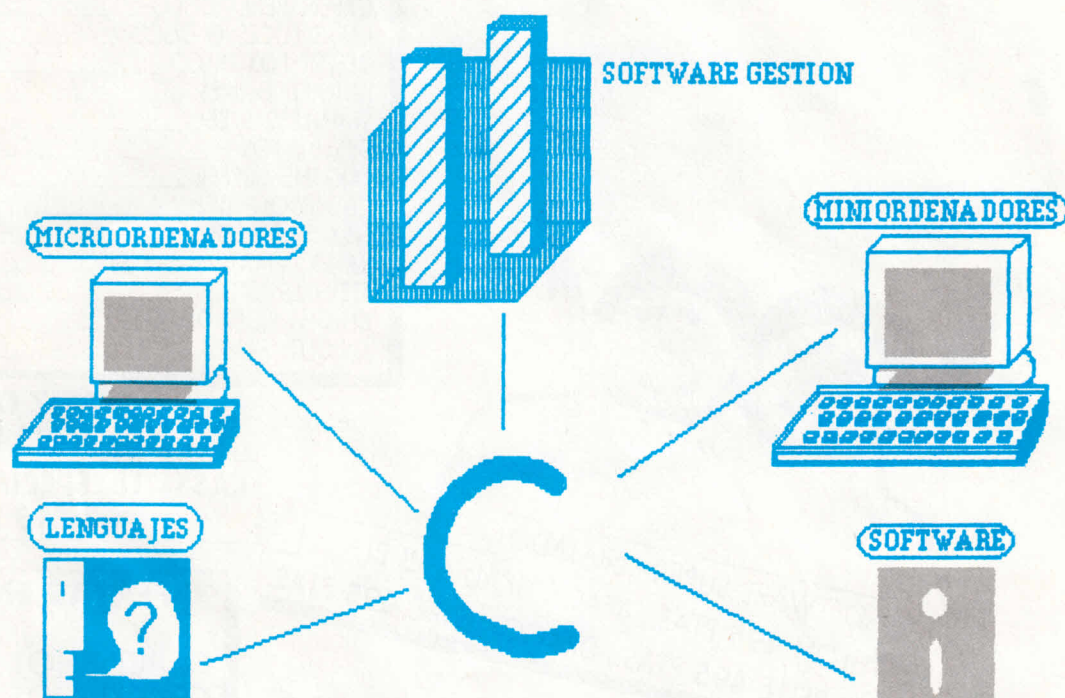 SOFTWARE GESTION
MICROORDENADORES
MINIORDENADORES
C
LENGUAJES
SOFTWARE
?